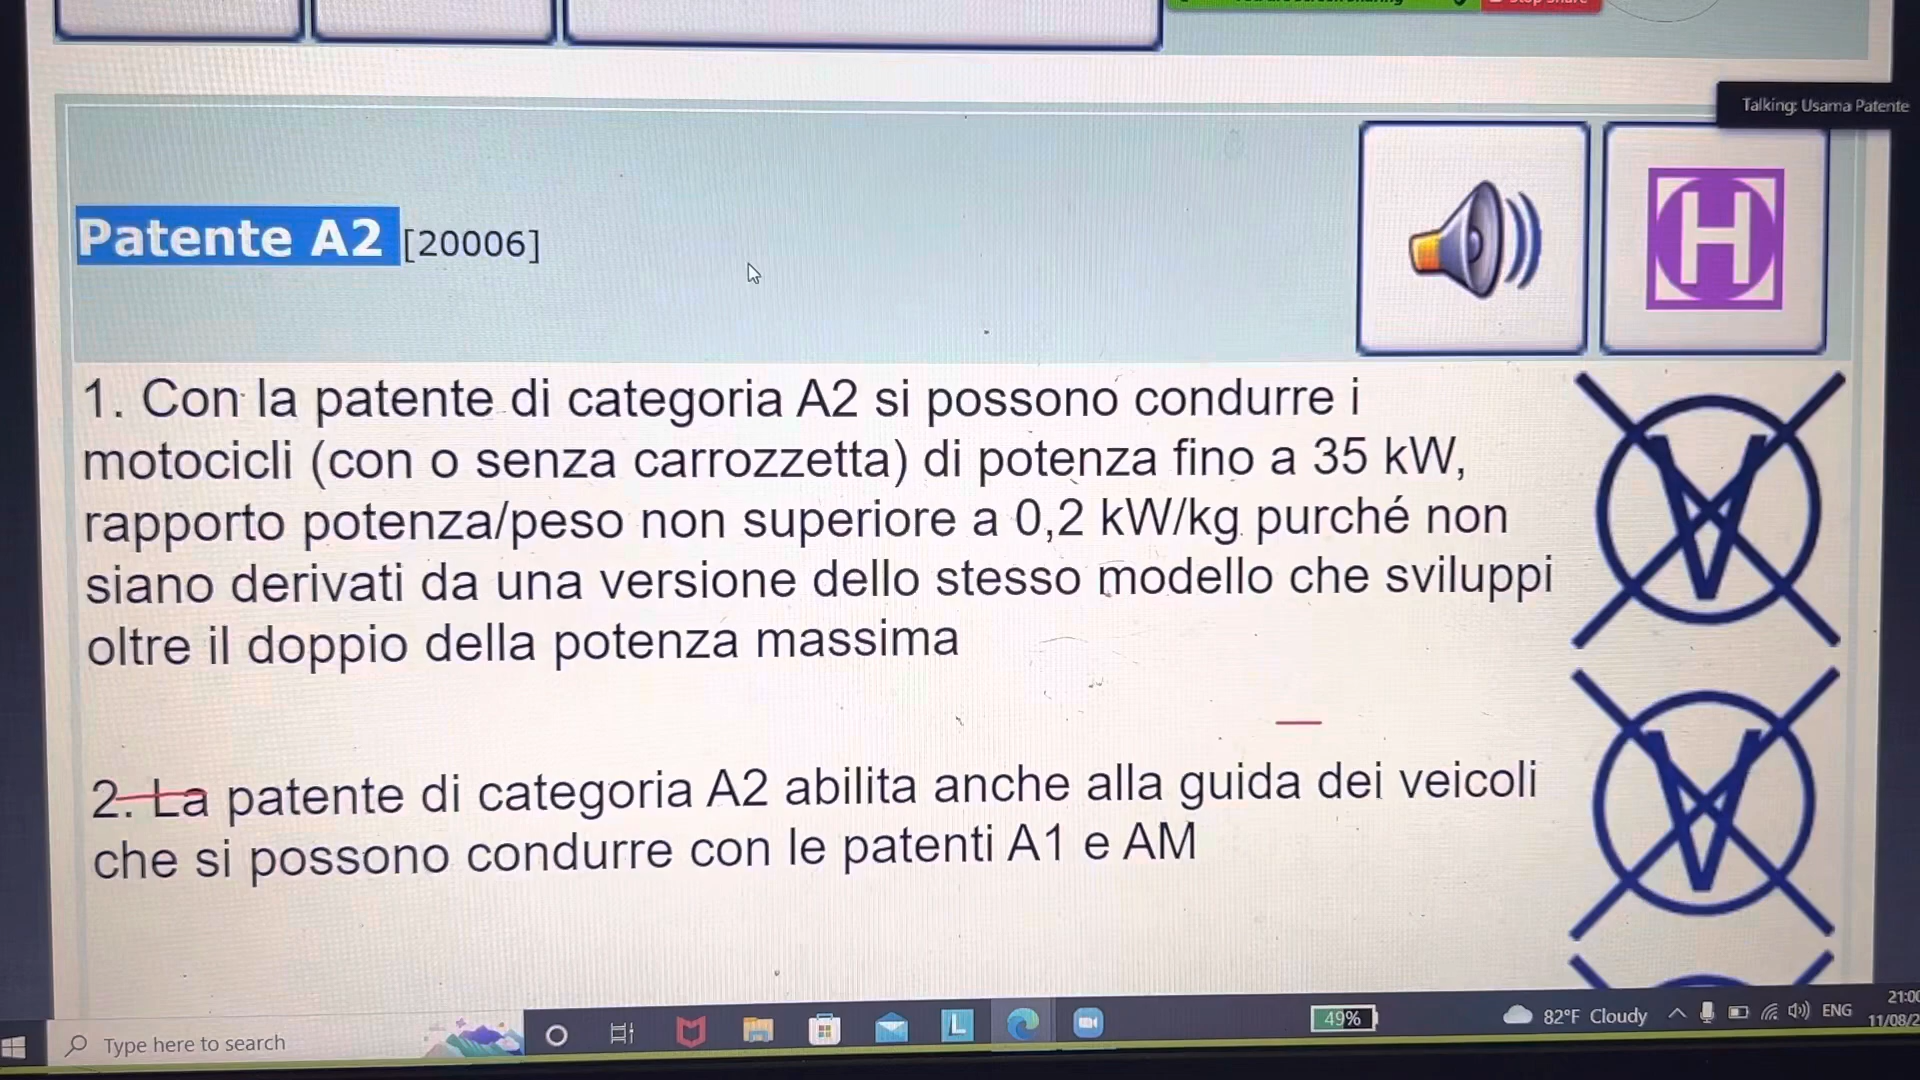 Talking: Usama Patente
Patente A2 [20006]
H
1. Con la patente di categoria A2 si possono condurre i
motocicli (con o senza carrozzetta) di potenza fino a 35 kW,
rapporto potenza/peso non superiore a 0,2 kW/kg purché non
siano derivati da una versione dello stesso modello che sviluppi
oltre il doppio della potenza massima
V
2. La patente di categoria A2 abilita anche alla guida dei veicoli
che si possono condurre con le patenti A1 e AM
V
Type here to search
L
49%
82°F Cloudy
ENG
21:00
11/08/2